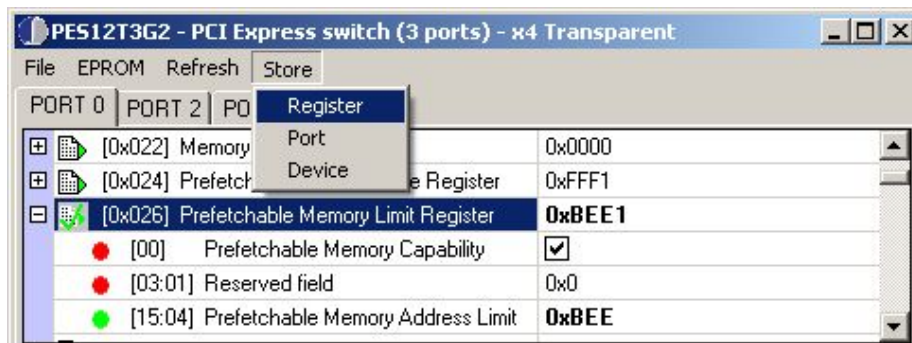 PES12T3G2 - PCI Express switch (3 ports) - x4 Transparent
File EPROM Refresh Store
PORT 0 PORT 2 PO
Register
Port
Device
[0x022] Memory 0x0000
[0x024] Prefetch e Register 0xFFF1
[0x026] Prefetchable Memory Limit Register 0xBEE1
[00] Prefetchable Memory Capability
[03:01] Reserved field 0x0
[15:04] Prefetchable Memory Address Limit 0xBEE